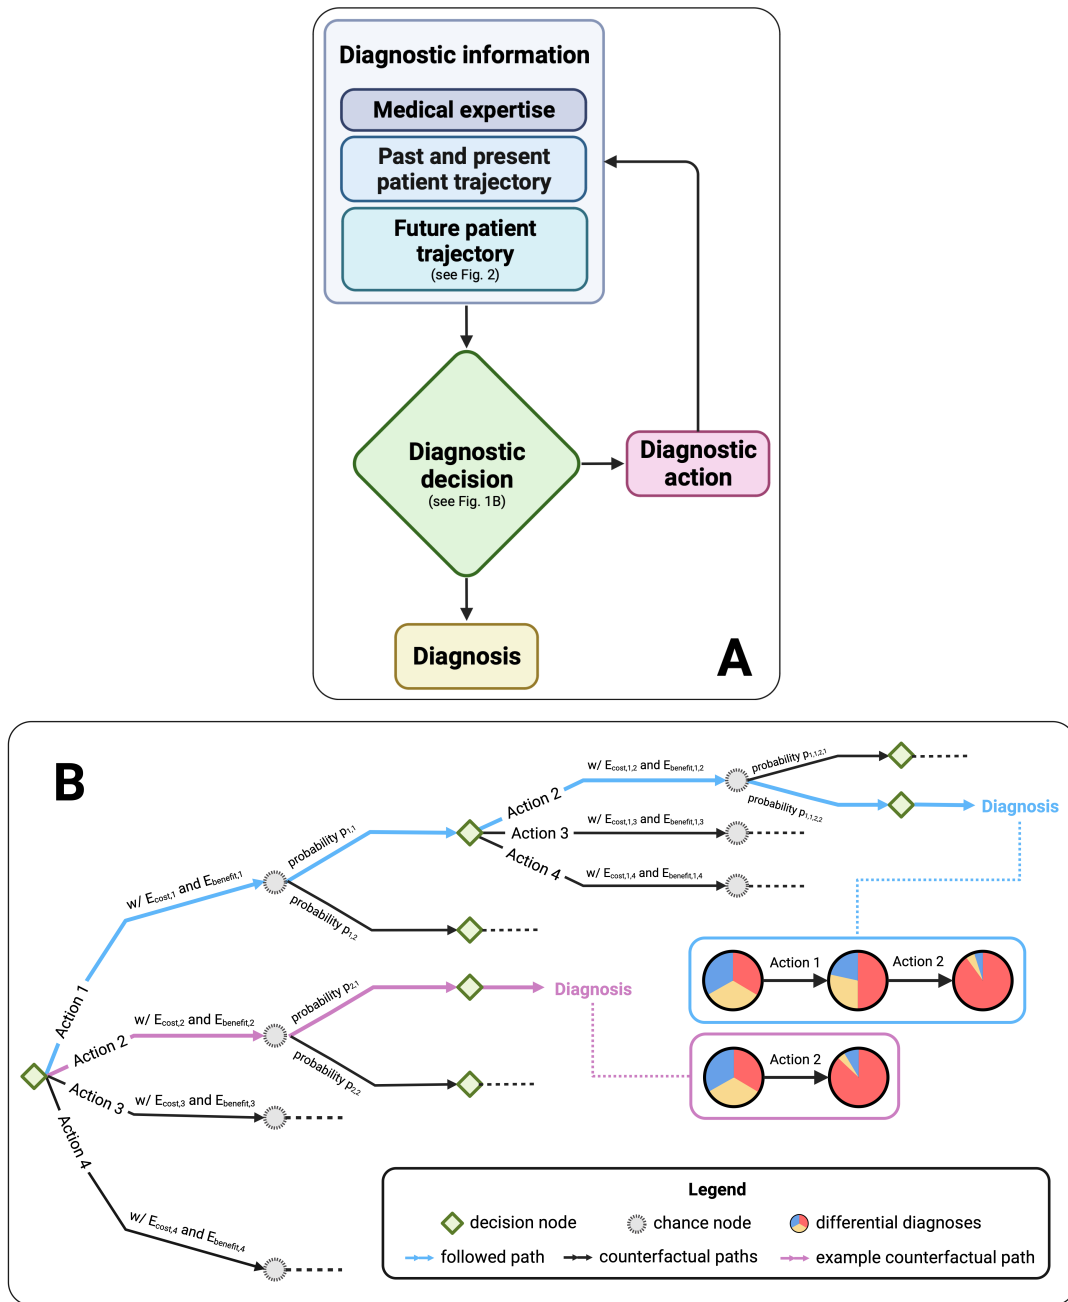 Diagnostic information
Medical expertise
Past and present
patient trajectory
Future patient
trajectory
(see Fig. 2)
Diagnostic
decision
(see Fig. 1B)
Diagnostic
action
Diagnosis
A
B
Action 1
w/ Ecost,1 and Ebenefit,1
probability p1,1
probability p1,2
Action 2
w/ Ecost,1,2 and Ebenefit,1,2
probability p1,1,2,1
probability p1,1,2,2
Diagnosis
Action 3
w/ Ecost,1,3 and Ebenefit,1,3
Action 4
w/ Ecost,1,4 and Ebenefit,1,4
Action 2
w/ Ecost,2 and Ebenefit,2
probability p2,1
probability p2,2
Diagnosis
Action 3
w/ Ecost,3 and Ebenefit,3
Action 4
w/ Ecost,4 and Ebenefit,4
Action 1
Action 2
Action 2
Legend
decision node
chance node
differential diagnoses
followed path
counterfactual paths
example counterfactual path